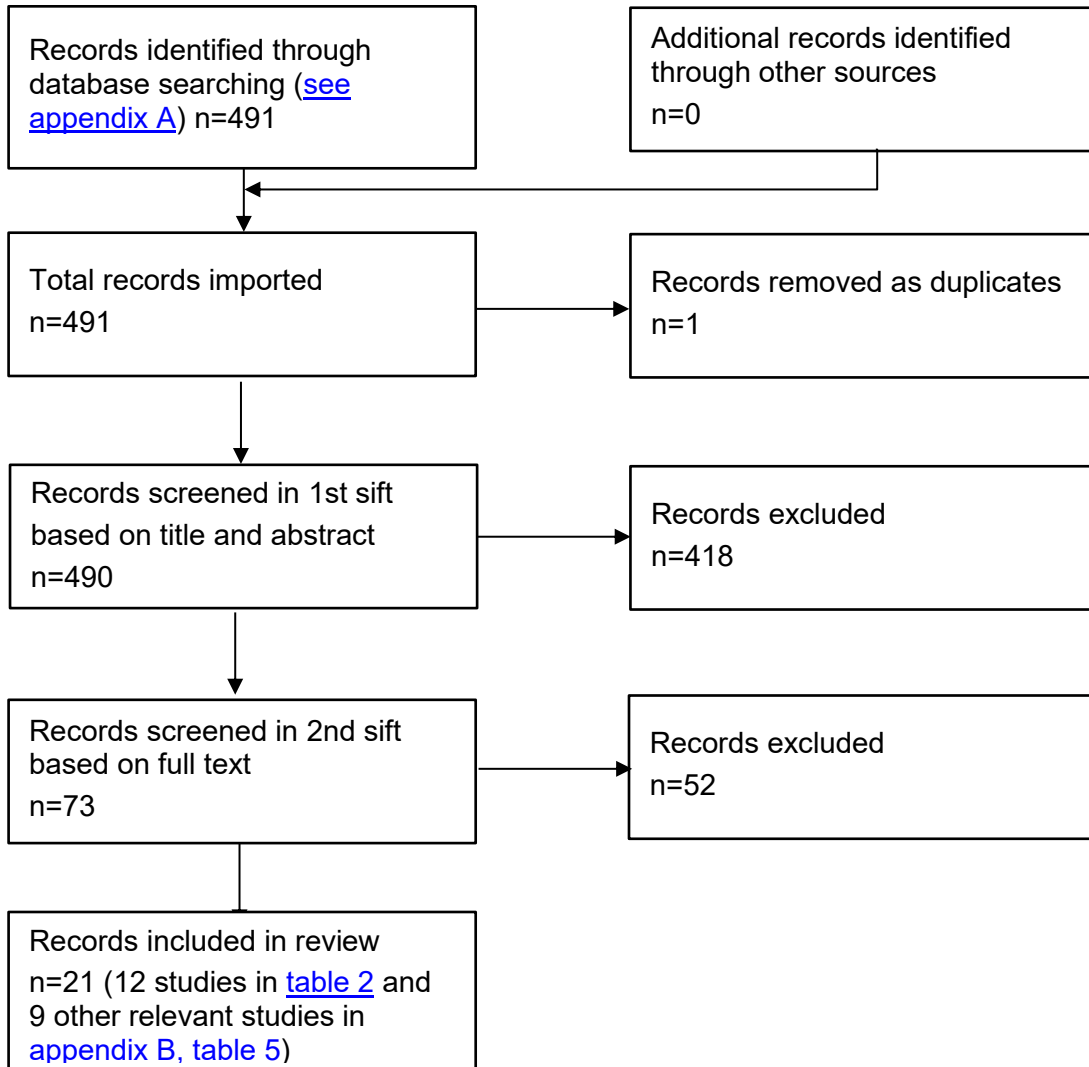 Records identified through
database searching (see
appendix A) n=491
Additional records identified
through other sources
n=0
Total records imported
n=491
Records removed as duplicates
n=1
Records screened in 1st sift
based on title and abstract
n=490
Records excluded
n=418
Records screened in 2nd sift
based on full text
n=73
Records excluded
n=52
Records included in review
n=21 (12 studies in table 2 and
9 other relevant studies in
appendix B, table 5)